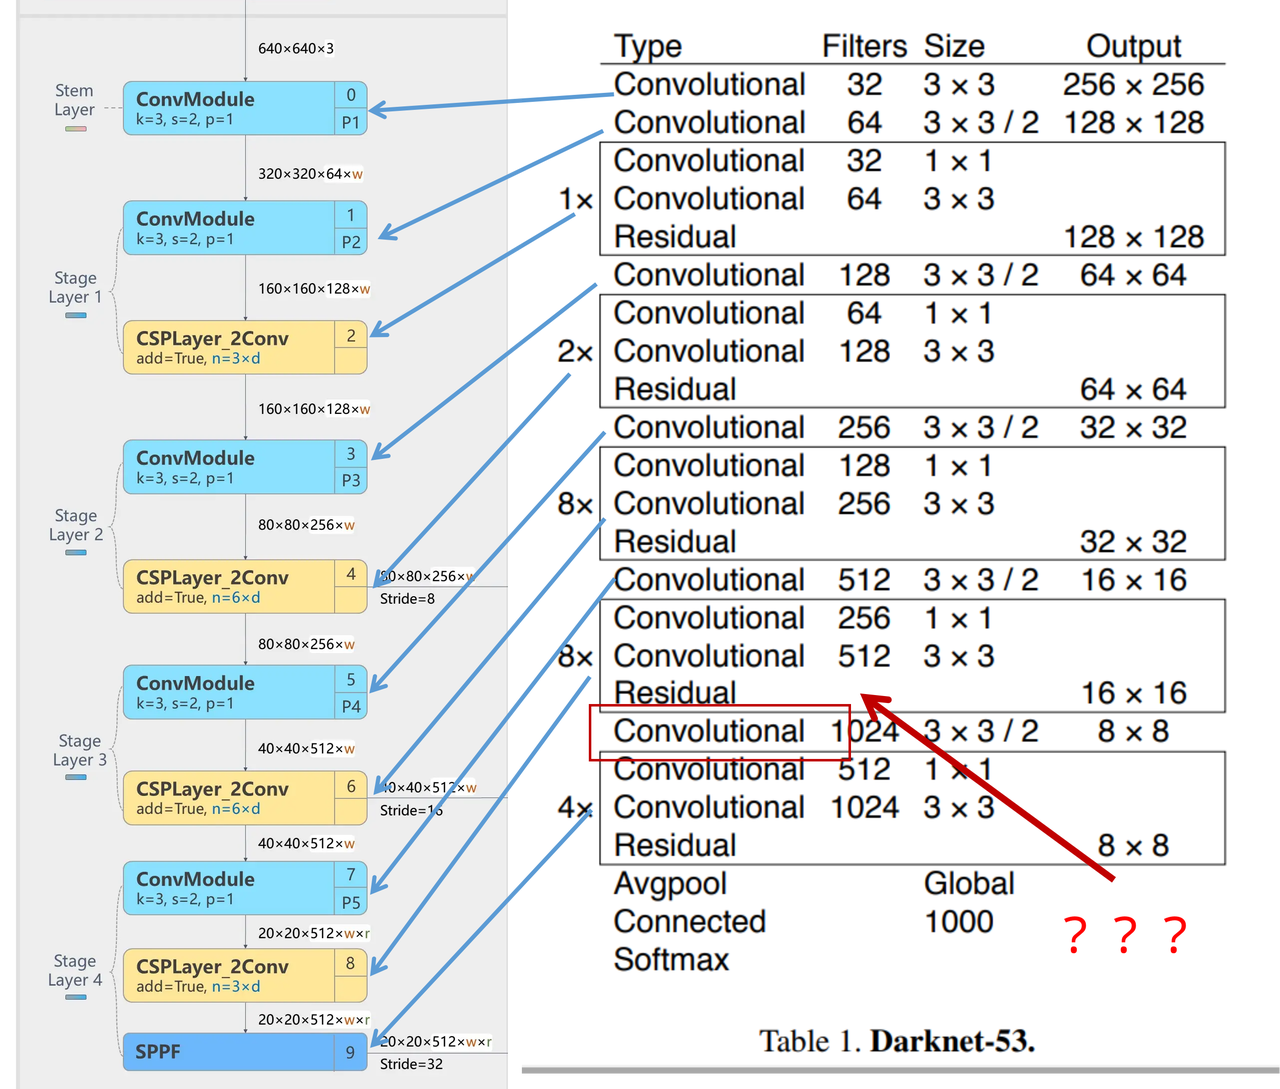 640×640×3
Stem
Layer
ConvModule
k=3, s=2, p=1
0
P1
320×320×64×w
ConvModule
k=3, s=2, p=1
1
P2
Stage
Layer 1
160×160×128×w
CSPLayer_2Conv
add=True, n=3×d
2
160×160×128×w
ConvModule
k=3, s=2, p=1
3
P3
Stage
Layer 2
80×80×256×w
CSPLayer_2Conv
add=True, n=6×d
4
80×80×256×w
Stride=8
80×80×256×w
ConvModule
k=3, s=2, p=1
5
P4
Stage
Layer 3
40×40×512×w
CSPLayer_2Conv
add=True, n=6×d
6
40×40×512×w
Stride=16
40×40×512×w
ConvModule
k=3, s=2, p=1
7
P5
20×20×512×w×r
Stage
Layer 4
CSPLayer_2Conv
add=True, n=3×d
8
20×20×512×w×r
SPPF
9
20×20×512×w×r
Stride=32
Type Filters Size Output
Convolutional 32 3 × 3 256 × 256
Convolutional 64 3 × 3 / 2 128 × 128
Convolutional 32 1 × 1
1× Convolutional 64 3 × 3
Residual 128 × 128
Convolutional 128 3 × 3 / 2 64 × 64
Convolutional 64 1 × 1
2× Convolutional 128 3 × 3
Residual 64 × 64
Convolutional 256 3 × 3 / 2 32 × 32
Convolutional 128 1 × 1
8× Convolutional 256 3 × 3
Residual 32 × 32
Convolutional 512 3 × 3 / 2 16 × 16
Convolutional 256 1 × 1
8× Convolutional 512 3 × 3
Residual 16 × 16
Convolutional 1024 3 × 3 / 2 8 × 8
Convolutional 512 1 × 1
4× Convolutional 1024 3 × 3
Residual 8 × 8
Avgpool Global
Connected 1000
Softmax
？？？
Table 1. Darknet-53.